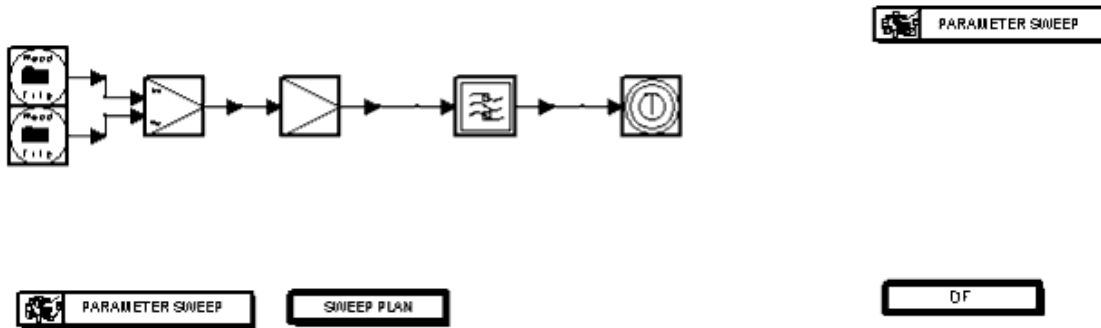 PARAMETER SWEEP
Read
File
Read
File
PARAMETER SWEEP
SWEEP PLAN
DF